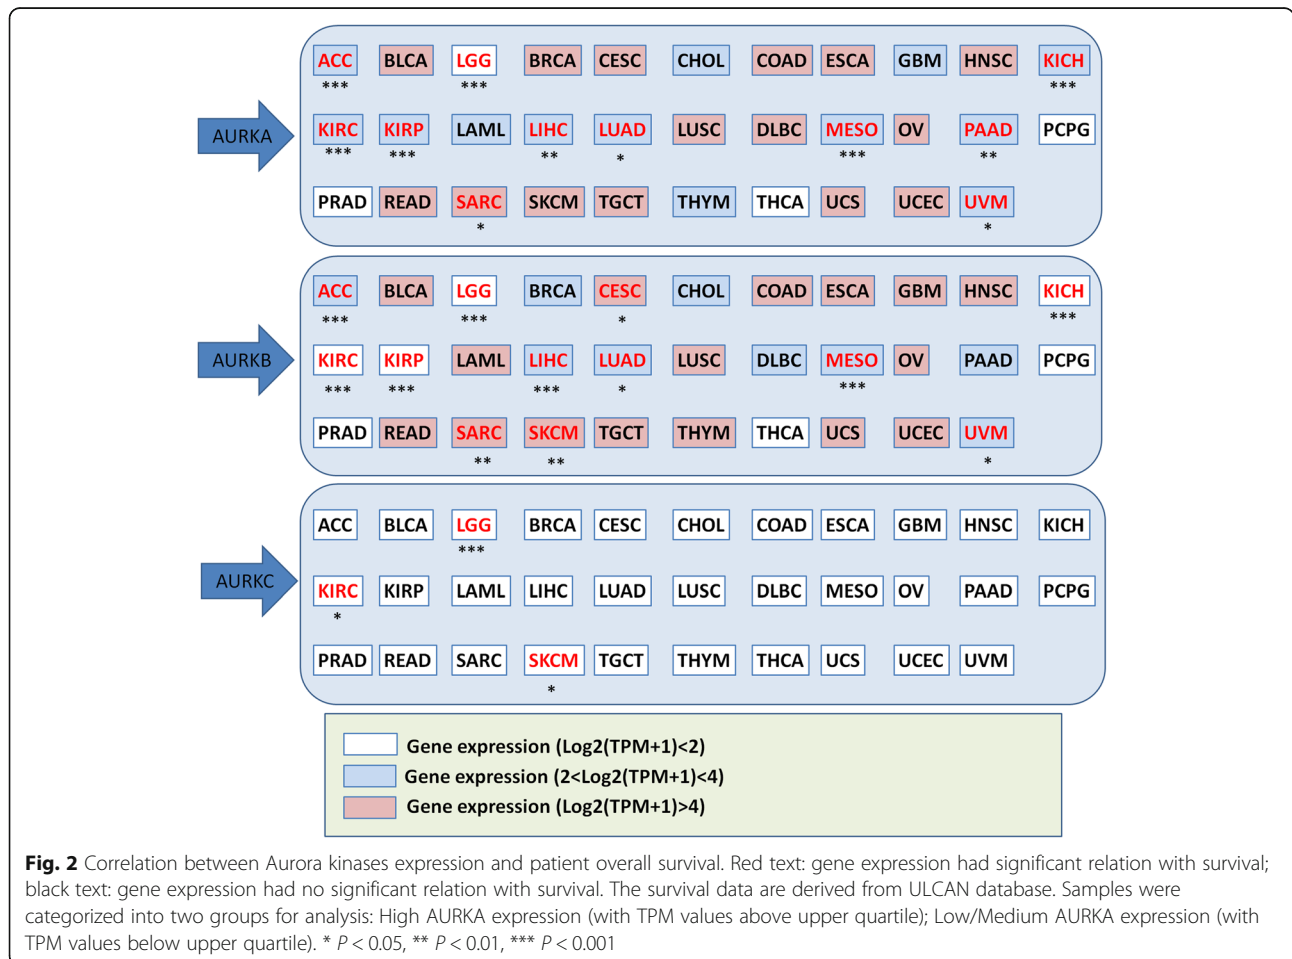 ACC BLCA LGG BRCA CESC CHOL COAD ESCA GBM HNSC KICH
*** *** ***
AURKA
KIRC KIRP LAML LIHC LUAD LUSC DLBC MESO OV PAAD PCPG
*** *** ** * *** **
PRAD READ SARC SKCM TGCT THYM THCA UCS UCEC UVM
* *
ACC BLCA LGG BRCA CESC CHOL COAD ESCA GBM HNSC KICH
*** *** * ***
AURKB
KIRC KIRP LAML LIHC LUAD LUSC DLBC MESO OV PAAD PCPG
*** *** *** * ***
PRAD READ SARC SKCM TGCT THYM THCA UCS UCEC UVM
** ** *
ACC BLCA LGG BRCA CESC CHOL COAD ESCA GBM HNSC KICH
***
AURKC
KIRC KIRP LAML LIHC LUAD LUSC DLBC MESO OV PAAD PCPG
*
PRAD READ SARC SKCM TGCT THYM THCA UCS UCEC UVM
*
Gene expression (Log2(TPM+1)<2)
Gene expression (2<Log2(TPM+1)<4)
Gene expression (Log2(TPM+1)>4)
Fig. 2 Correlation between Aurora kinases expression and patient overall survival. Red text: gene expression had significant relation with survival;
black text: gene expression had no significant relation with survival. The survival data are derived from ULCAN database. Samples were
categorized into two groups for analysis: High AURKA expression (with TPM values above upper quartile); Low/Medium AURKA expression (with
TPM values below upper quartile). * P < 0.05, ** P < 0.01, *** P < 0.001